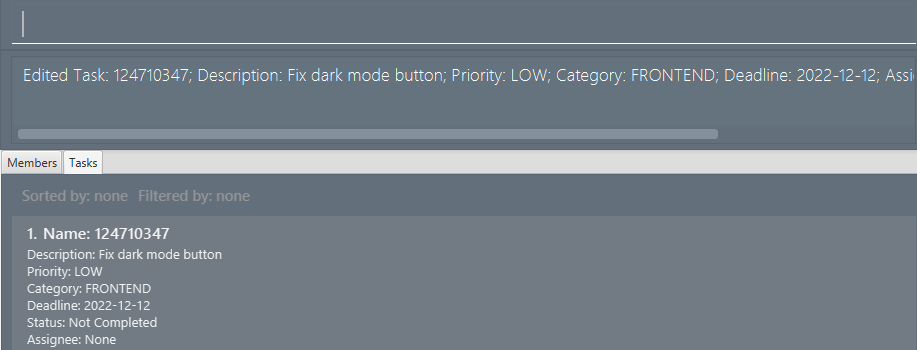 Edited Task: 124710347; Description: Fix dark mode button; Priority: LOW; Category: FRONTEND; Deadline: 2022-12-12; Assi
Members Tasks
Sorted by: none Filtered by: none
1. Name: 124710347
Description: Fix dark mode button
Priority: LOW
Category: FRONTEND
Deadline: 2022-12-12
Status: Not Completed
Assignee: None